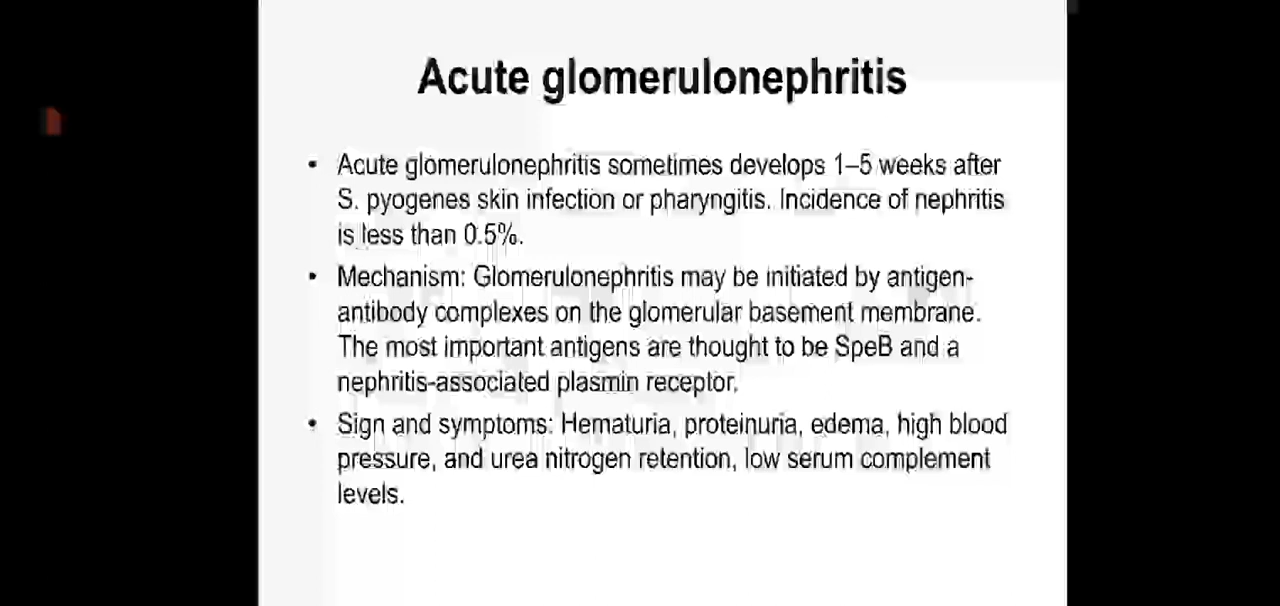 Acute glomerulonephritis
• Acute glomerulonephritis sometimes develops 1–5 weeks after
S. pyogenes skin infection or pharyngitis. Incidence of nephritis
is less than 0.5%.
• Mechanism: Glomerulonephritis may be initiated by antigen-
antibody complexes on the glomerular basement membrane.
The most important antigens are thought to be SpeB and a
nephritis-associated plasmin receptor.
• Sign and symptoms: Hematuria, proteinuria, edema, high blood
pressure, and urea nitrogen retention, low serum complement
levels.